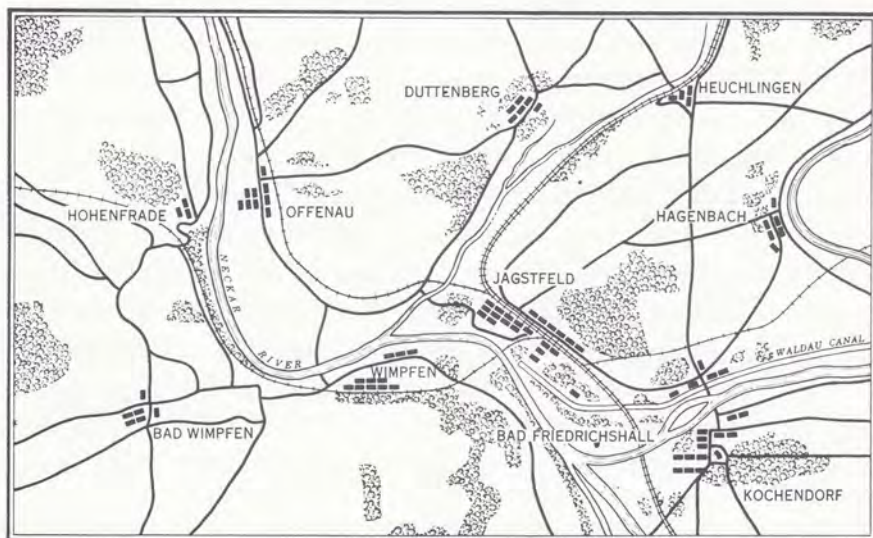 DUTTENBERG
HEUCHLINGEN
HOHENFRADE
OFFENAU
HAGENBACH
NECKAR RIVER
JAGSTFELD
WALDAU CANAL
WIMPFEN
BAD WIMPFEN
BAD FRIEDRICHSHALL
KOCHENDORF